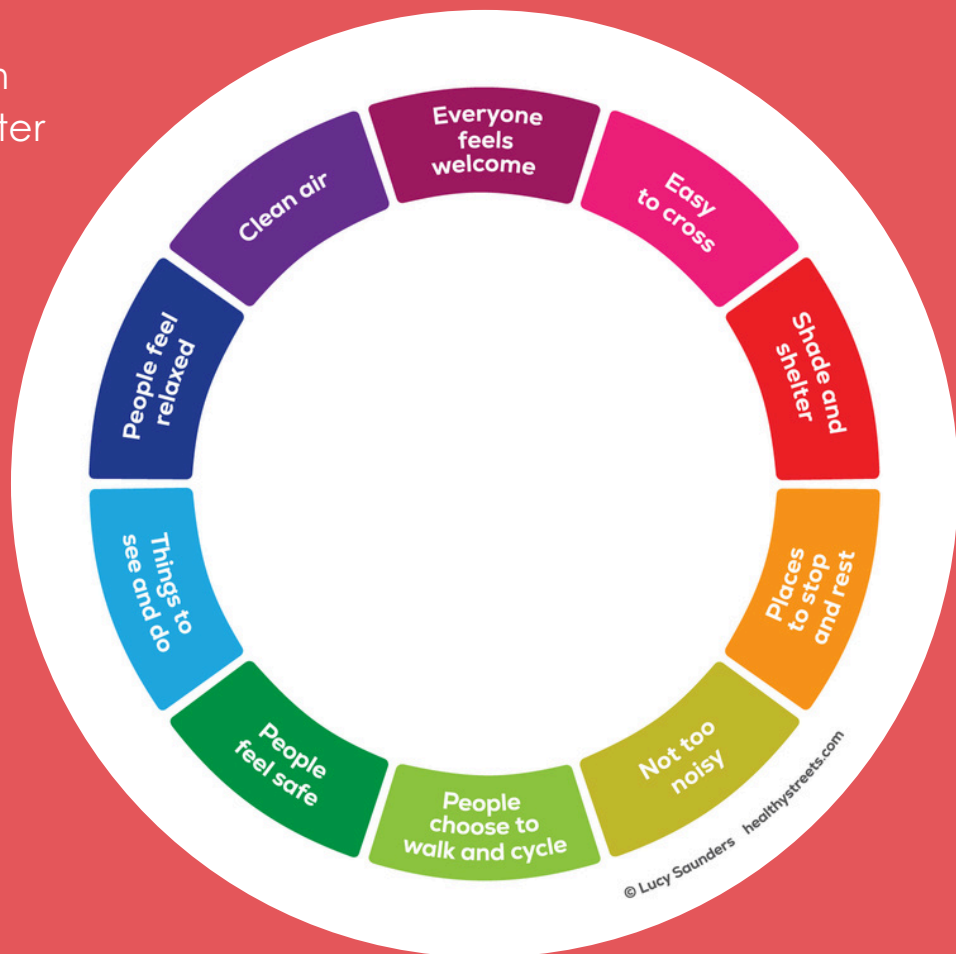 Everyone
feels
welcome
Easy
to cross
Shade and
shelter
Places
to stop
and rest
Not too
noisy
People
choose to
walk and cycle
People
feel safe
Things to
see and do
People feel
relaxed
Clean air
© Lucy Saunders healthystreets.com